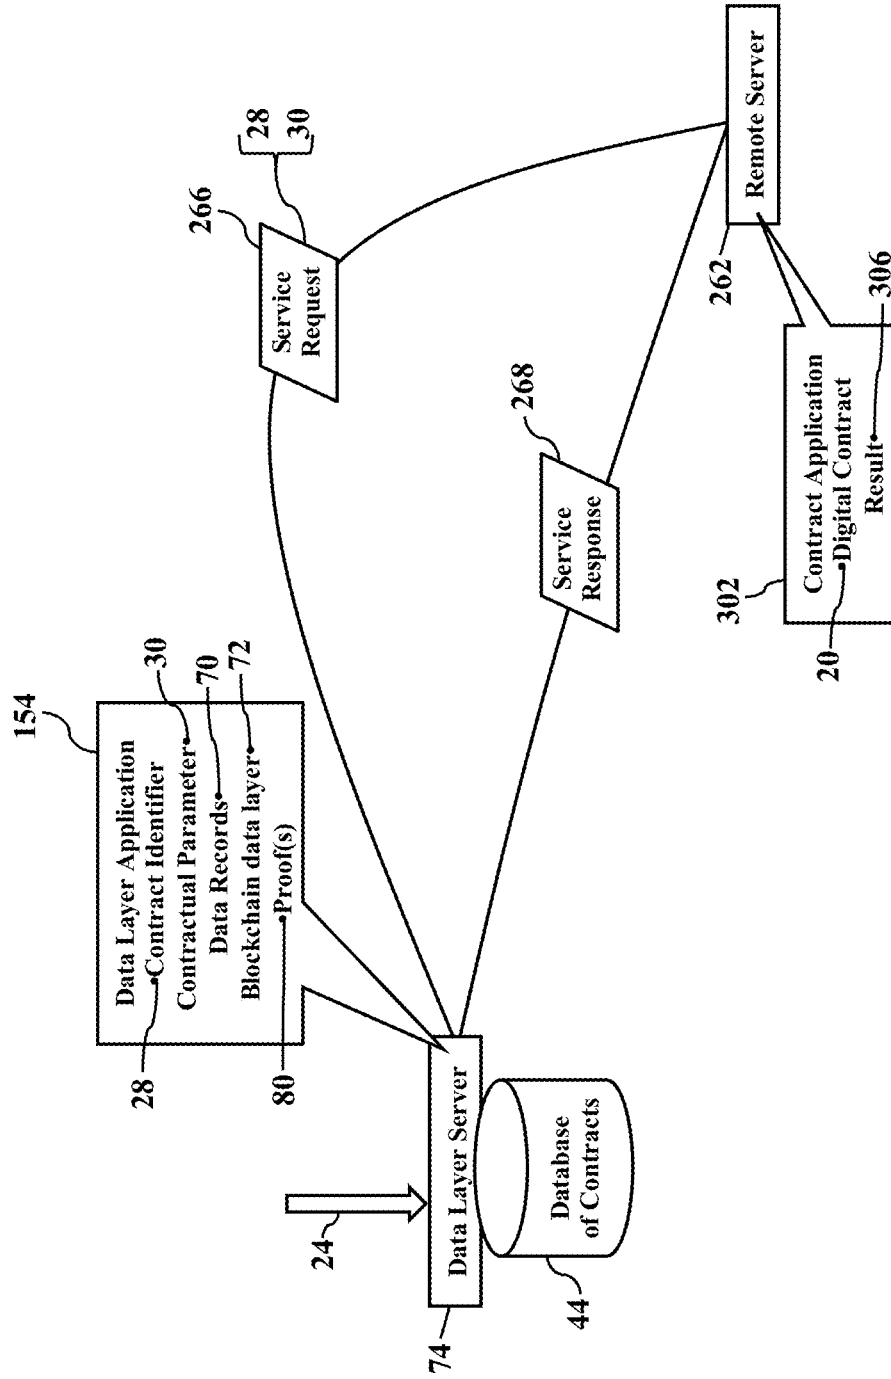 154
Data Layer Application
28
Contract Identifier
Contractual Parameter
30
Data Records
70
Blockchain data layer
72
80
Proof(s)
24
Data Layer Server
74
Database
of Contracts
44
266
28
30
Service
Request
268
Service
Response
Remote Server
262
302
Contract Application
20
Digital Contract
Result
306